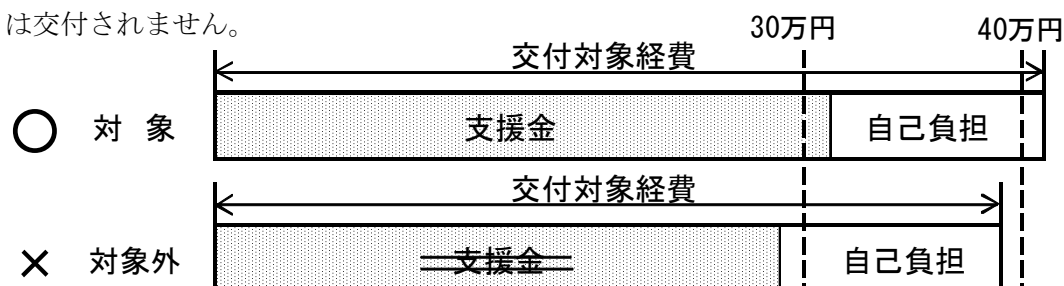 は交付されません。
30万円 40万円
交付対象経費
○ 対 象 支援金 自己負担
交付対象経費
× 対象外 支援金 自己負担